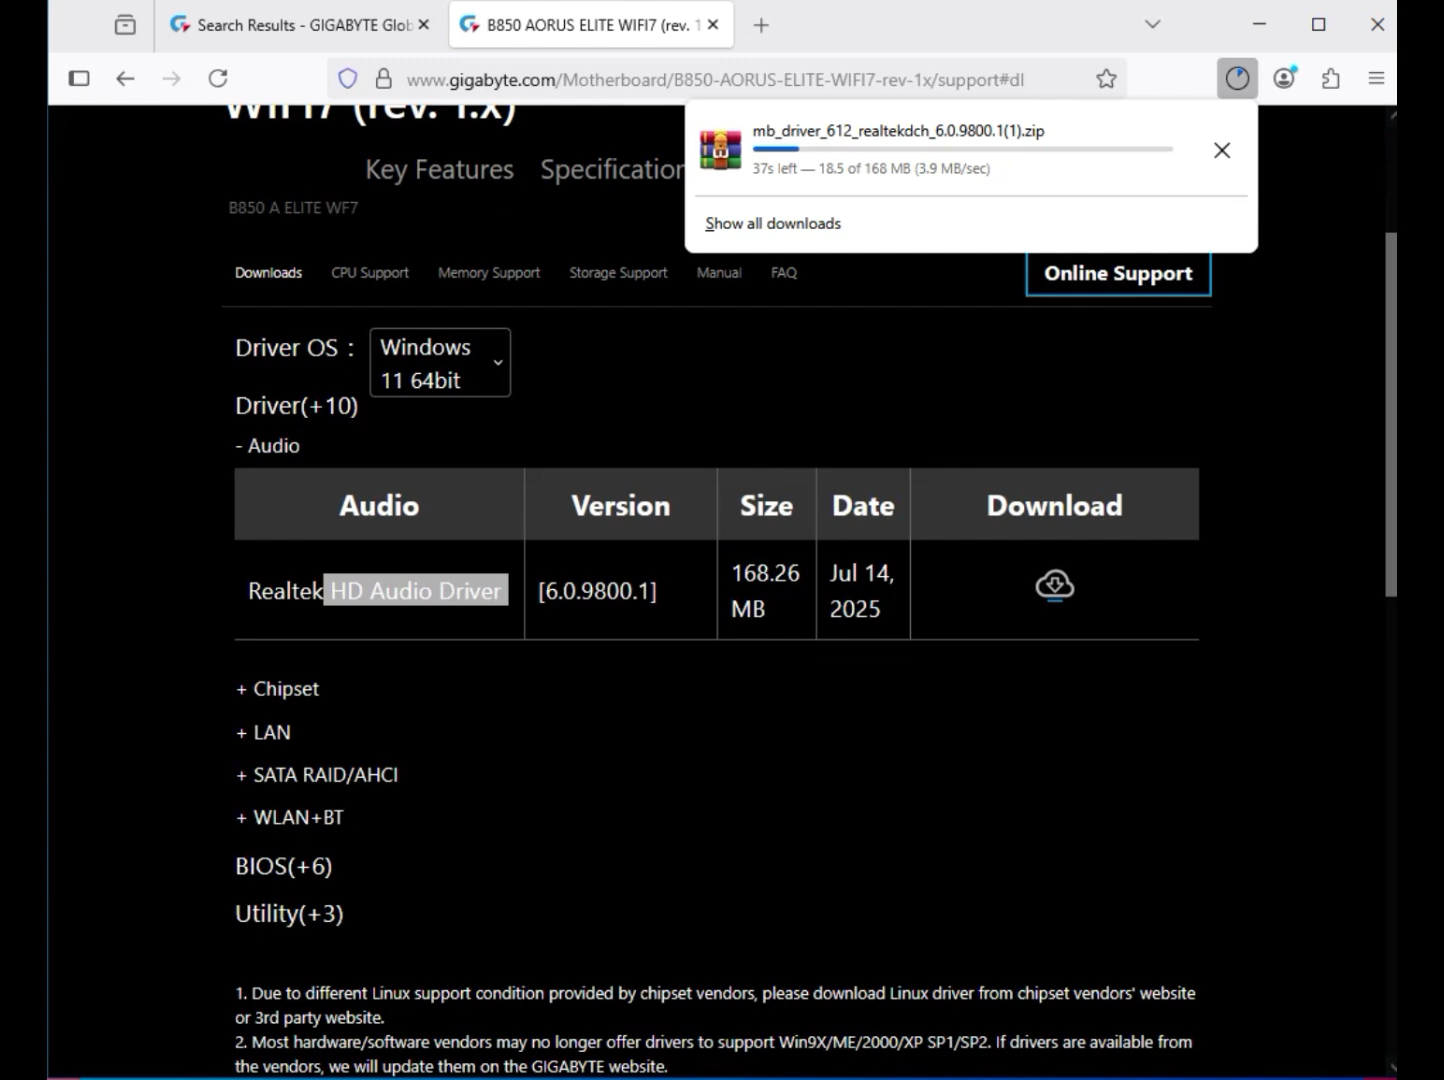 Search Results - GIGABYTE Glob
B850 AORUS ELITE WIFI7 (rev. 1
www.gigabyte.com/Motherboard/B850-AORUS-ELITE-WIFI7-rev-1x/support#dl
WIFI7 (rev. 1.x)
mb_driver_612_realtekdch_6.0.9800.1(1).zip
37s left — 18.5 of 168 MB (3.9 MB/sec)
Show all downloads
Key Features Specification
B850 A ELITE WF7
Downloads CPU Support Memory Support Storage Support Manual FAQ
Online Support
Driver OS : Windows
11 64bit
Driver(+10)
- Audio
Audio Version Size Date Download
Realtek HD Audio Driver [6.0.9800.1] 168.26 Jul 14,
MB 2025
+ Chipset
+ LAN
+ SATA RAID/AHCI
+ WLAN+BT
BIOS(+6)
Utility(+3)
1. Due to different Linux support condition provided by chipset vendors, please download Linux driver from chipset vendors' website
or 3rd party website.
2. Most hardware/software vendors may no longer offer drivers to support Win9X/ME/2000/XP SP1/SP2. If drivers are available from
the vendors, we will update them on the GIGABYTE website.